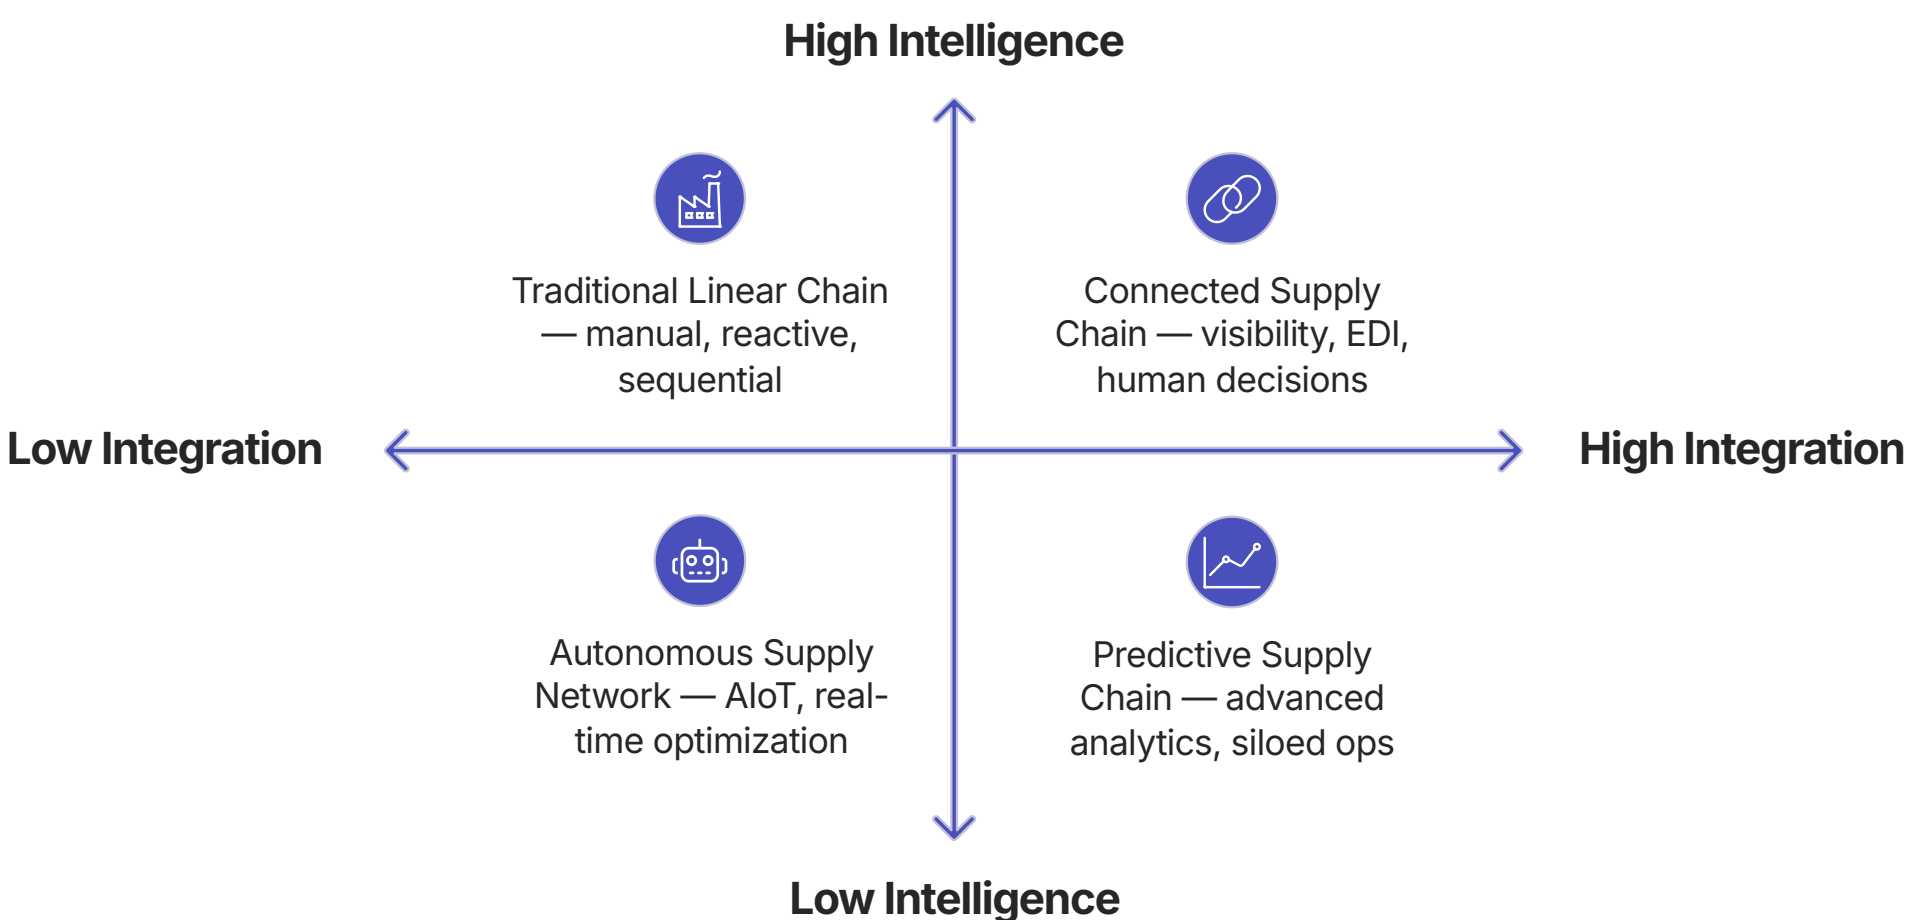 High Intelligence
Traditional Linear Chain
— manual, reactive,
sequential
Connected Supply
Chain — visibility, EDI,
human decisions
Low Integration
High Integration
Autonomous Supply
Network — AIoT, real-
time optimization
Predictive Supply
Chain — advanced
analytics, siloed ops
Low Intelligence